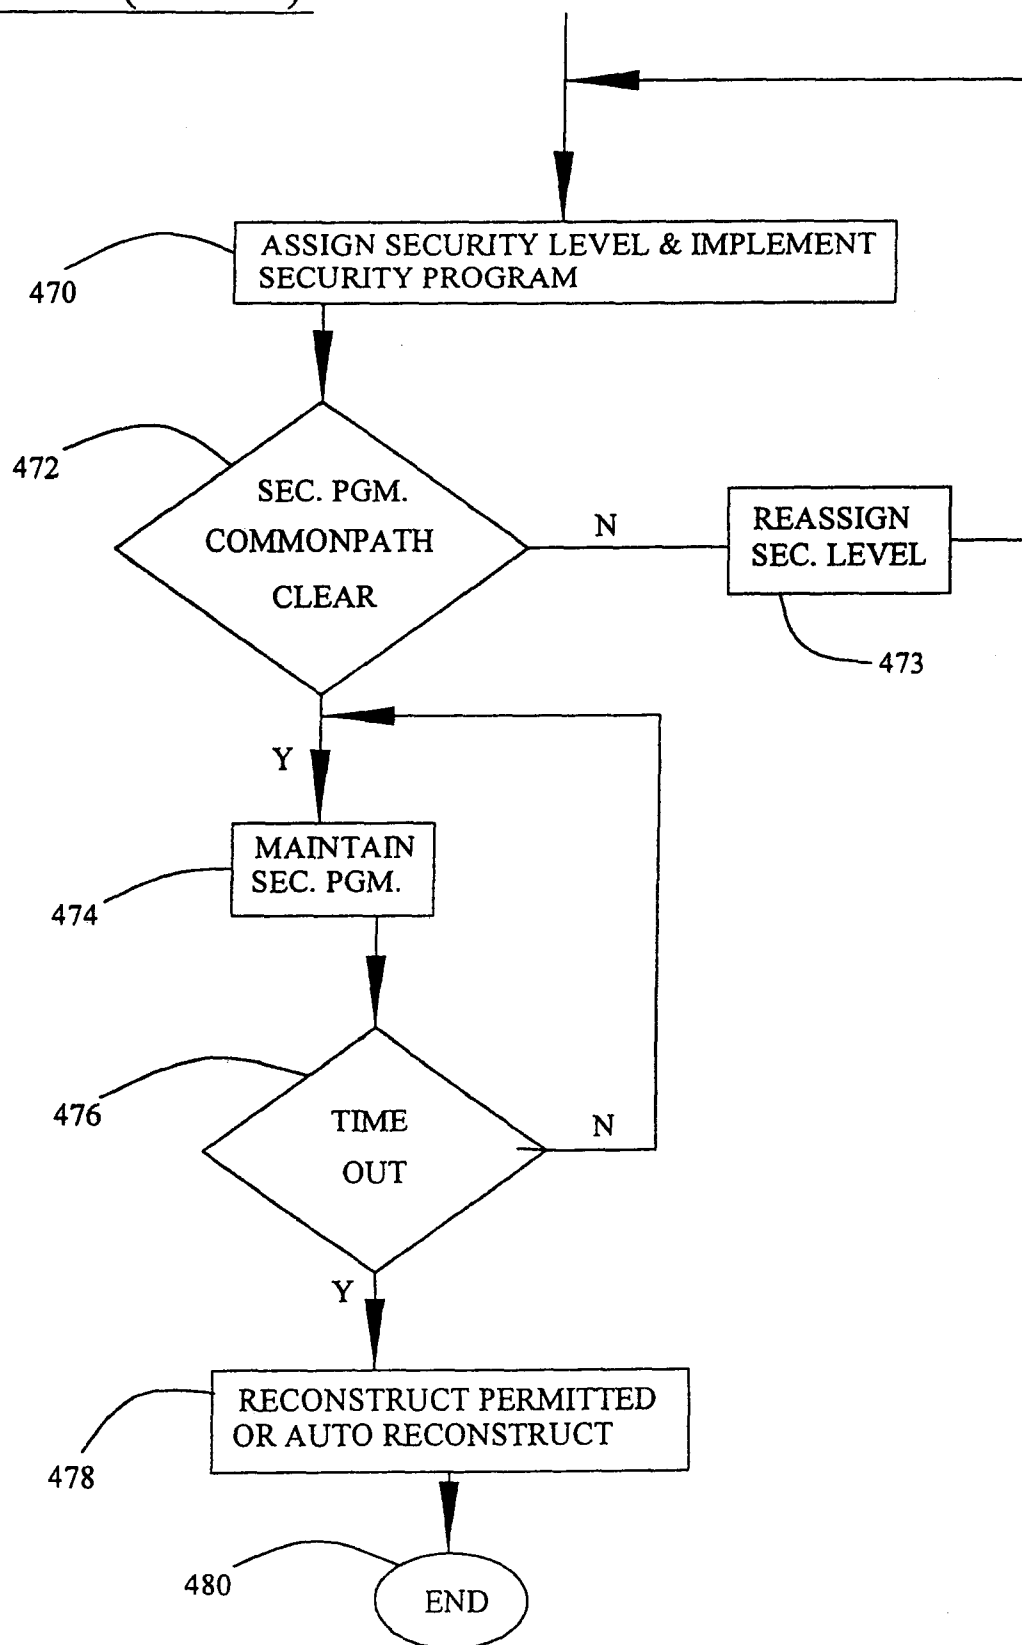 ASSIGN SECURITY LEVEL & IMPLEMENT
SECURITY PROGRAM
470
472
SEC. PGM.
COMMONPATH
CLEAR
N
REASSIGN
SEC. LEVEL
473
Y
MAINTAIN
SEC. PGM.
474
476
TIME
OUT
N
Y
RECONSTRUCT PERMITTED
OR AUTO RECONSTRUCT
478
480
END